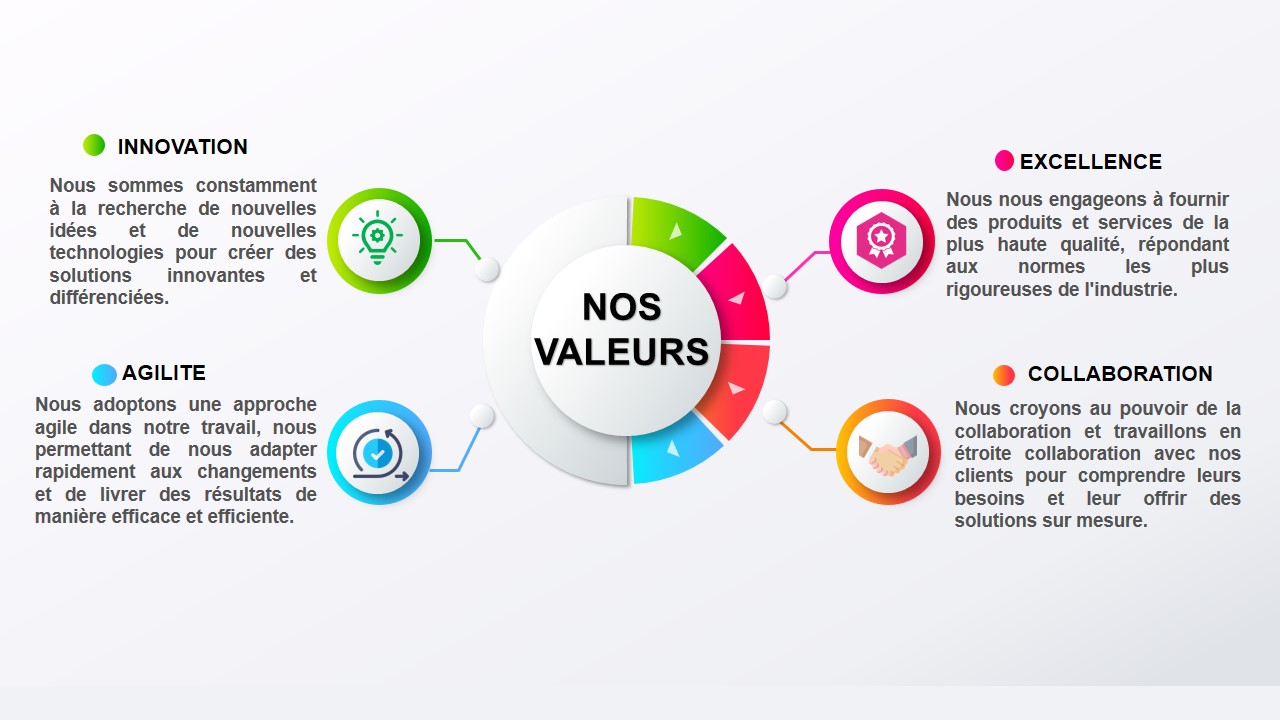 INNOVATION
Nous sommes constamment
à la recherche de nouvelles
idées et de nouvelles
technologies pour créer des
solutions innovantes et
différenciées.
AGILITE
Nous adoptons une approche
agile dans notre travail, nous
permettant de nous adapter
rapidement aux changements
et de livrer des résultats de
manière efficace et efficiente.
NOS
VALEURS
EXCELLENCE
Nous nous engageons à fournir
des produits et services de la
plus haute qualité, répondant
aux normes les plus
rigoureuses de l'industrie.
COLLABORATION
Nous croyons au pouvoir de la
collaboration et travaillons en
étroite collaboration avec nos
clients pour comprendre leurs
besoins et leur offrir des
solutions sur mesure.